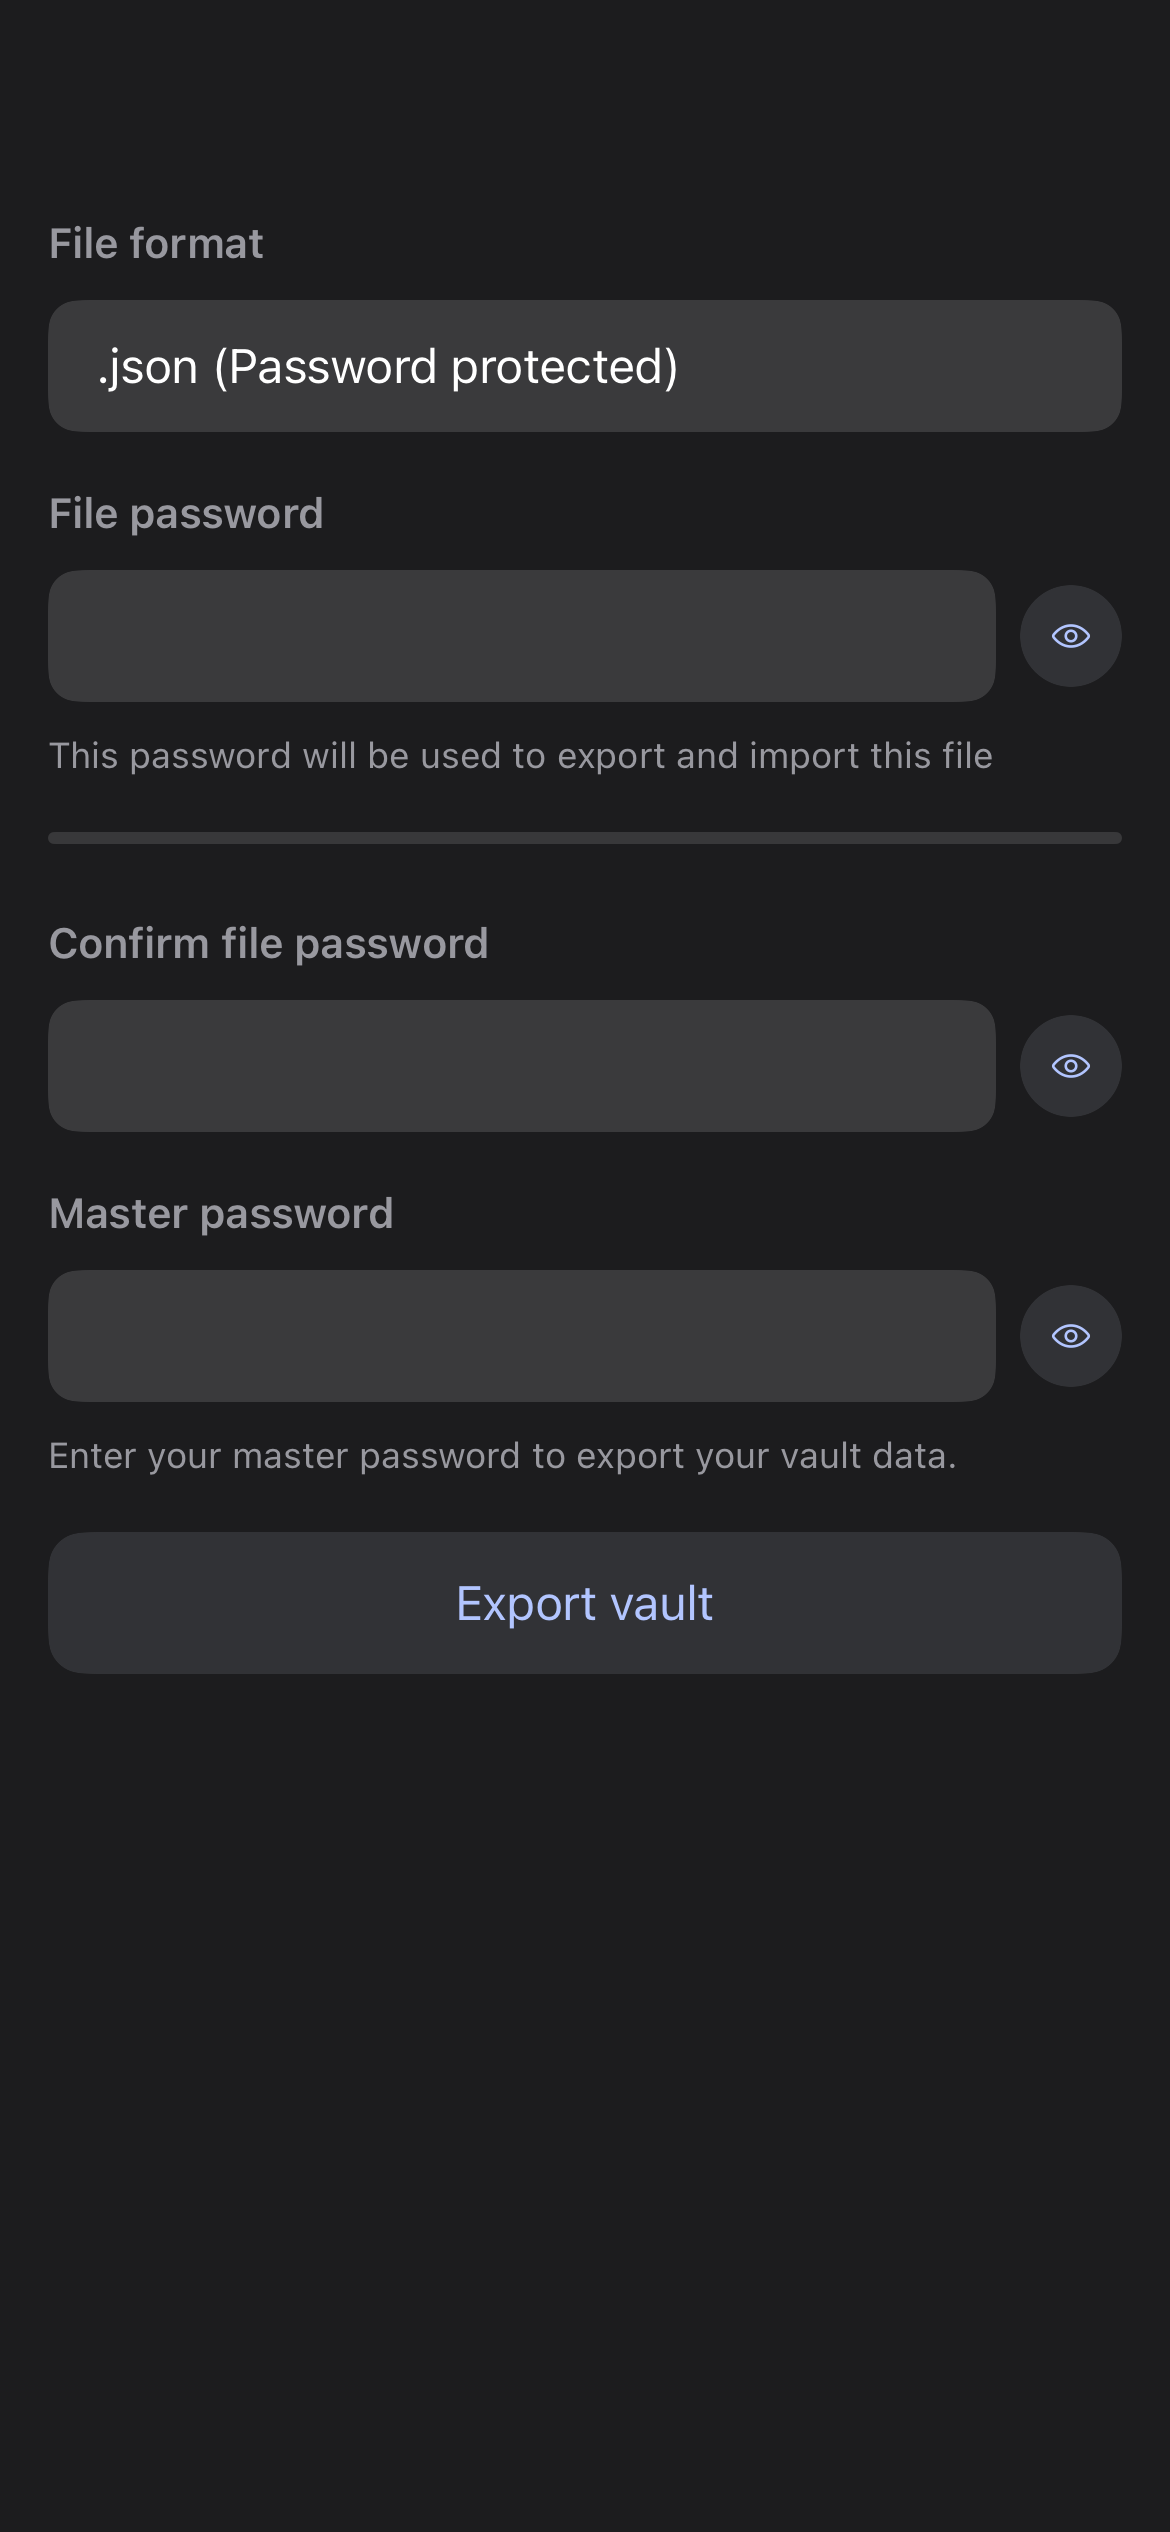 File format
.json (Password protected)
File password
This password will be used to export and import this file
Confirm file password
Master password
Enter your master password to export your vault data.
Export vault